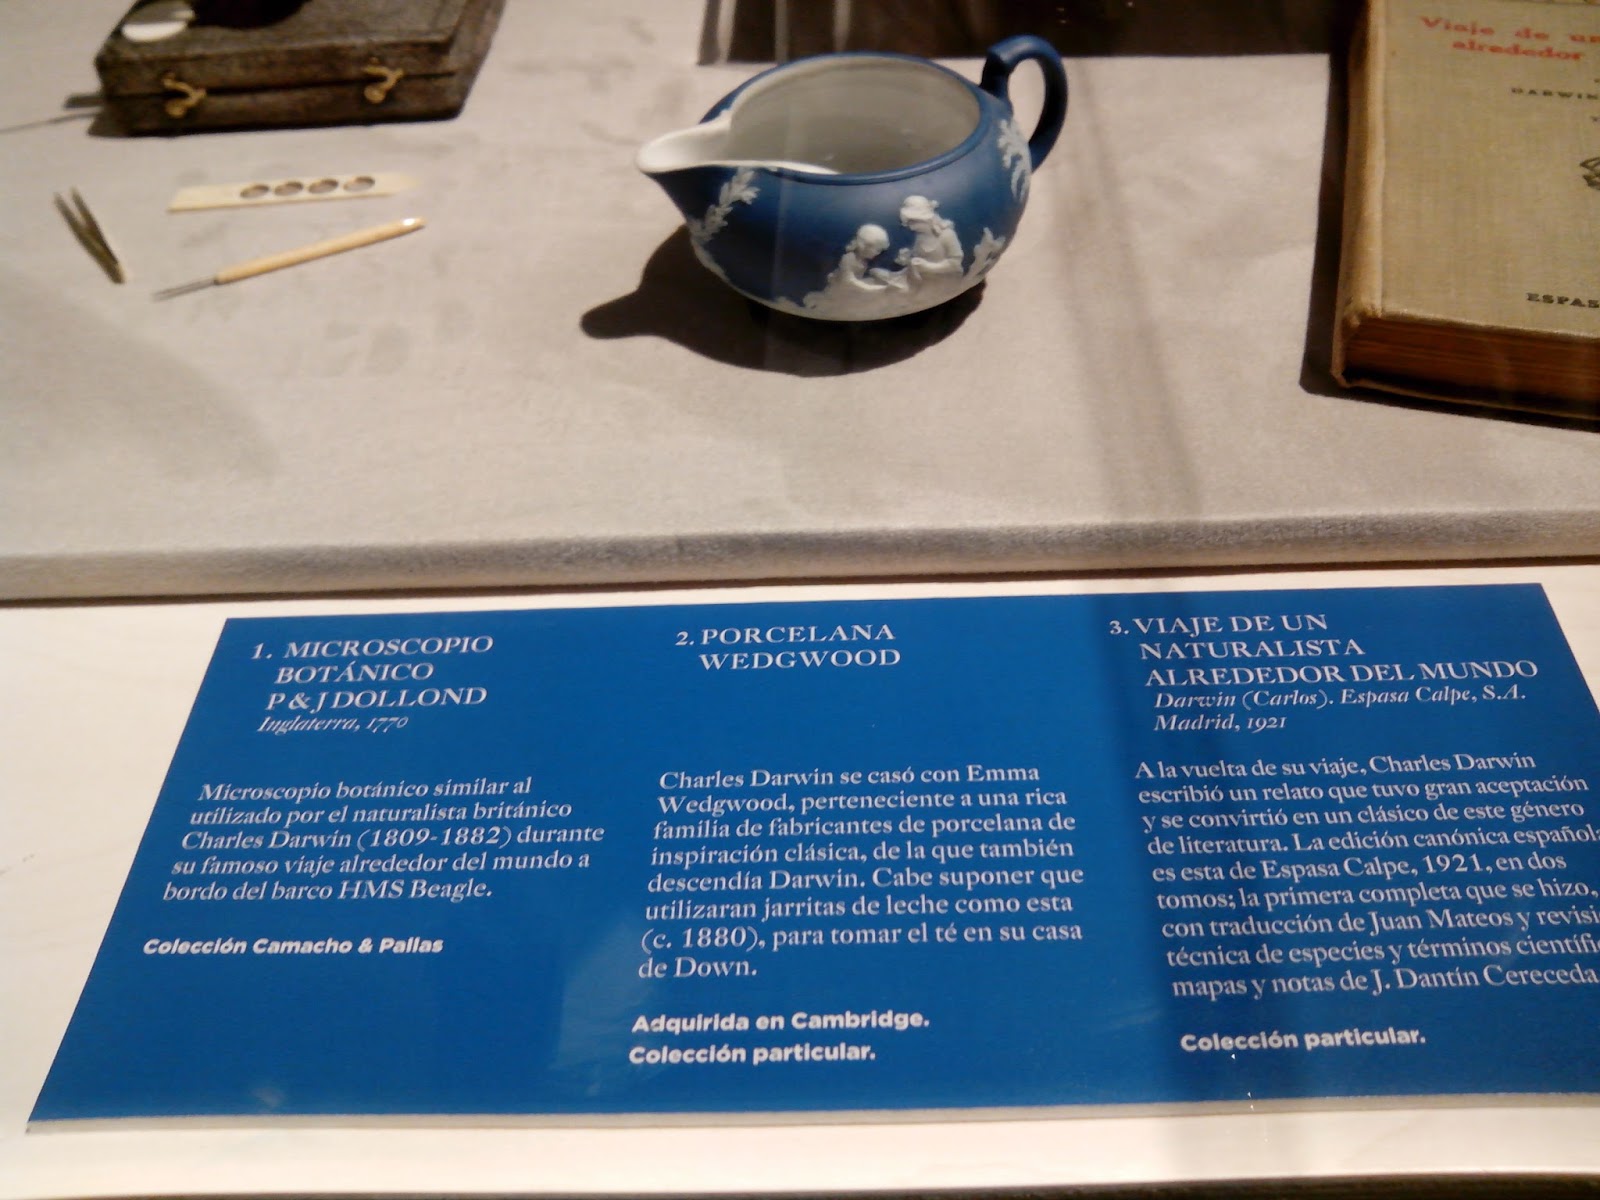 Viaje de un
alrededor
DARWIN
ESPAS
1. MICROSCOPIO
BOTÁNICO
P & J DOLLOND
Inglaterra, 1770
Microscopio botánico similar al
utilizado por el naturalista británico
Charles Darwin (1809-1882) durante
su famoso viaje alrededor del mundo a
bordo del barco HMS Beagle.
Colección Camacho & Pallas
2. PORCELANA
WEDGWOOD
Charles Darwin se casó con Emma
Wedgwood, perteneciente a una rica
familia de fabricantes de porcelana de
inspiración clásica, de la que también
descendía Darwin. Cabe suponer que
utilizaran jarritas de leche como esta
(c. 1880), para tomar el té en su casa
de Down.
Adquirida en Cambridge.
Colección particular.
3. VIAJE DE UN
NATURALISTA
ALREDEDOR DEL MUNDO
Darwin (Carlos). Espasa Calpe, S.A.
Madrid, 1921
A la vuelta de su viaje, Charles Darwin
escribió un relato que tuvo gran aceptación
y se convirtió en un clásico de este género
de literatura. La edición canónica española
es esta de Espasa Calpe, 1921, en dos
tomos; la primera completa que se hizo,
con traducción de Juan Mateos y revisi
técnica de especies y términos científi
mapas y notas de J. Dantín Cereceda.
Colección particular.